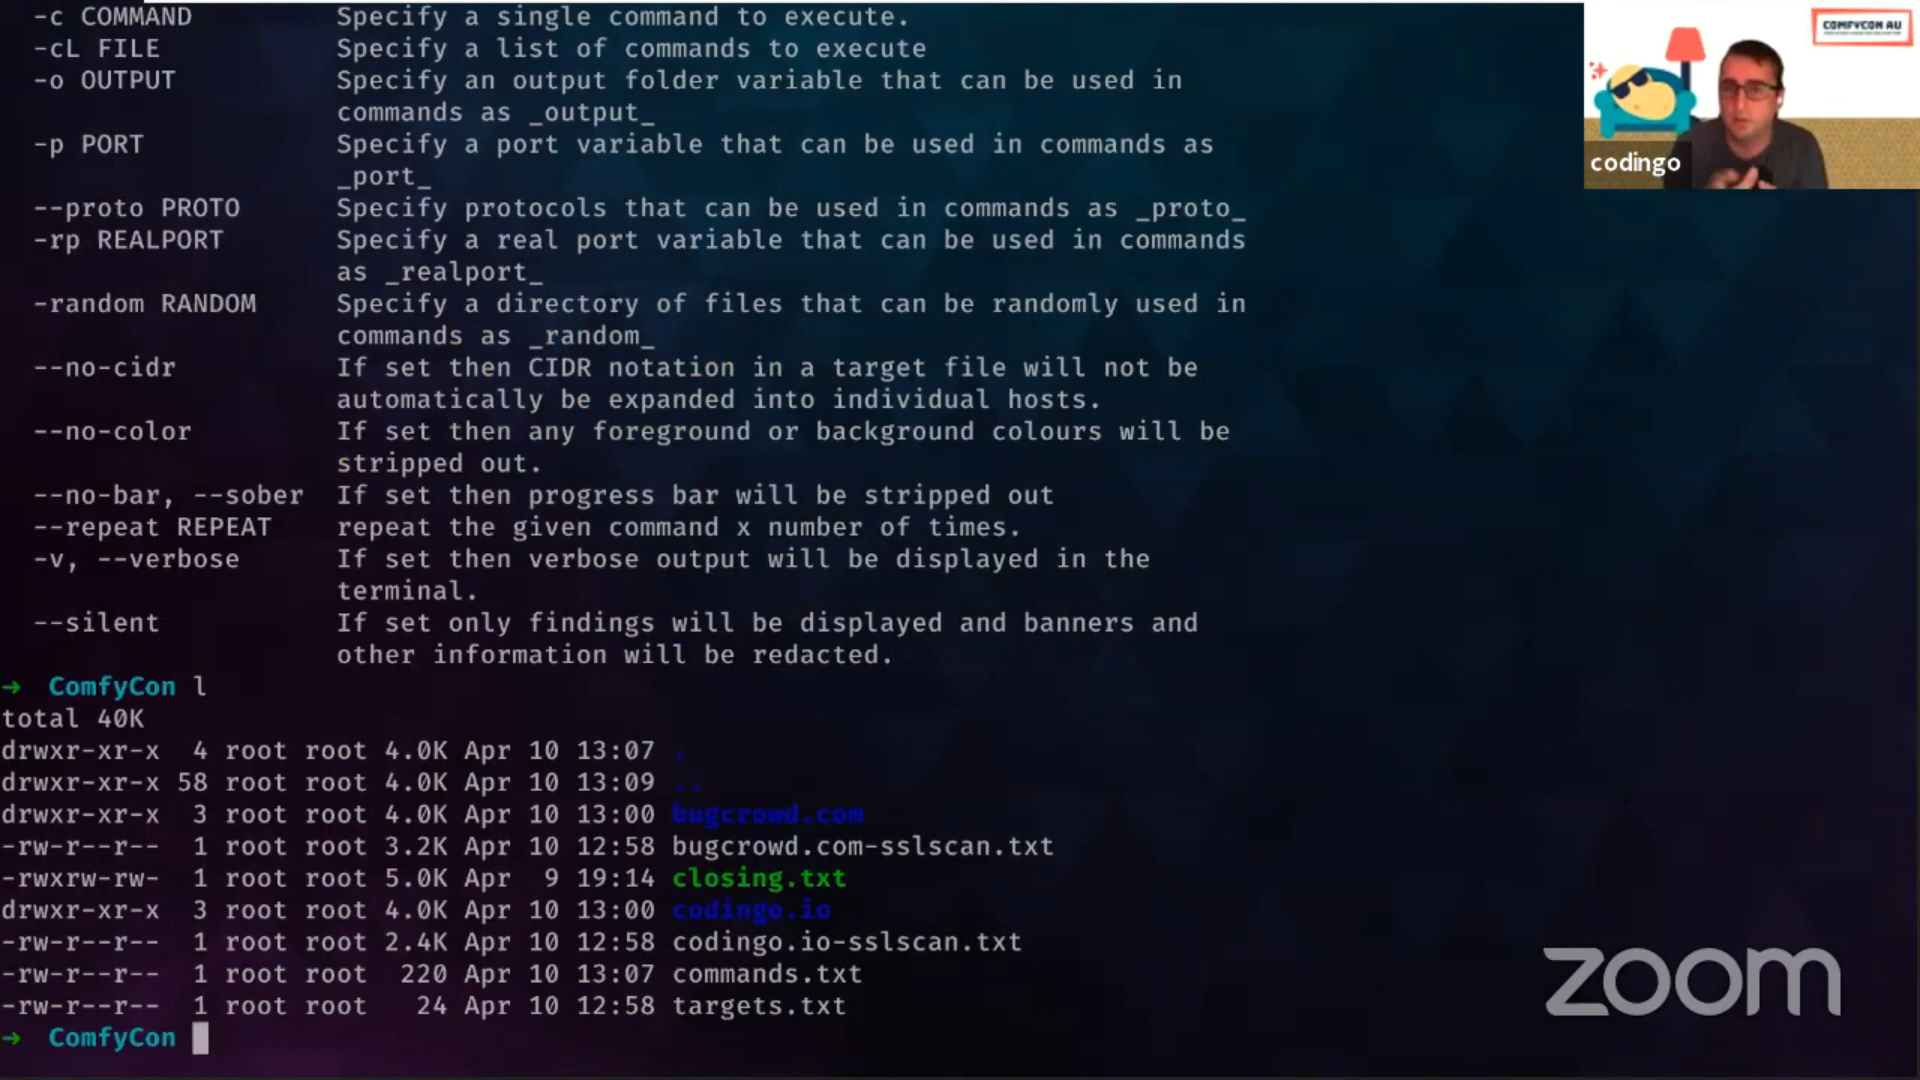 -c COMMAND Specify a single command to execute.
-cL FILE Specify a list of commands to execute
-o OUTPUT Specify an output folder variable that can be used in
commands as _output_
-p PORT Specify a port variable that can be used in commands as
_port_
--proto PROTO Specify protocols that can be used in commands as _proto_
-rp REALPORT Specify a real port variable that can be used in commands
as _realport_
-random RANDOM Specify a directory of files that can be randomly used in
commands as _random_
--no-cidr If set then CIDR notation in a target file will not be
automatically be expanded into individual hosts.
--no-color If set then any foreground or background colours will be
stripped out.
--no-bar, --sober If set then progress bar will be stripped out
--repeat REPEAT repeat the given command x number of times.
-v, --verbose If set then verbose output will be displayed in the
terminal.
--silent If set only findings will be displayed and banners and
other information will be redacted.
→ ComfyCon l
total 40K
drwxr-xr-x 4 root root 4.0K Apr 10 13:07 .
drwxr-xr-x 58 root root 4.0K Apr 10 13:09 ..
drwxr-xr-x 3 root root 4.0K Apr 10 13:00 bugcrowd.com
-rw-r--r-- 1 root root 3.2K Apr 10 12:58 bugcrowd.com-sslscan.txt
-rwxrw-rw- 1 root root 5.0K Apr 9 19:14 closing.txt
drwxr-xr-x 3 root root 4.0K Apr 10 13:00 codingo.io
-rw-r--r-- 1 root root 2.4K Apr 10 12:58 codingo.io-sslscan.txt
-rw-r--r-- 1 root root 220 Apr 10 13:07 commands.txt
-rw-r--r-- 1 root root 24 Apr 10 12:58 targets.txt
→ ComfyCon
COMFYCON AU
codingo
zoom